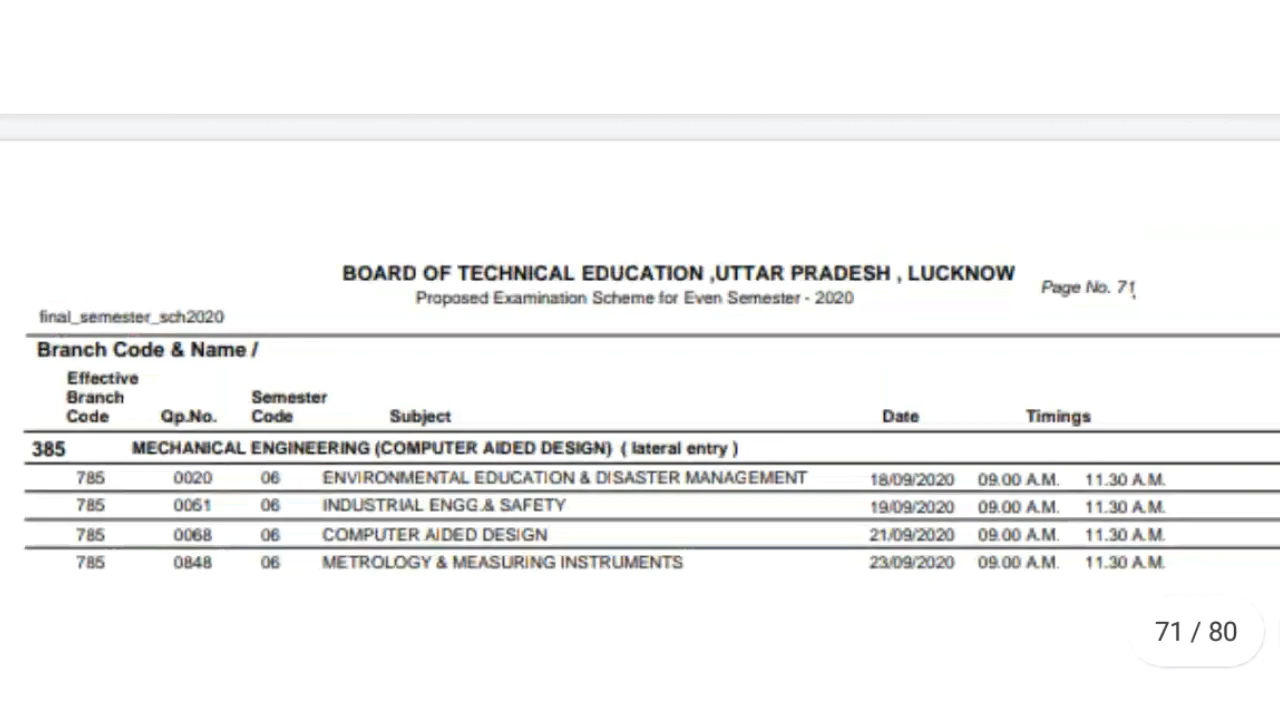 BOARD OF TECHNICAL EDUCATION ,UTTAR PRADESH , LUCKNOW
Page No. 71
Proposed Examination Scheme for Even Semester - 2020
final_semester_sch2020
Branch Code & Name /
Effective Branch Code Qp.No. Semester Code Subject Date Timings
385 MECHANICAL ENGINEERING (COMPUTER AIDED DESIGN) ( lateral entry )
785 0020 06 ENVIRONMENTAL EDUCATION & DISASTER MANAGEMENT 18/09/2020 09.00 A.M. 11.30 A.M.
785 0061 06 INDUSTRIAL ENGG.& SAFETY 19/09/2020 09.00 A.M. 11.30 A.M.
785 0068 06 COMPUTER AIDED DESIGN 21/09/2020 09.00 A.M. 11.30 A.M.
785 0848 06 METROLOGY & MEASURING INSTRUMENTS 23/09/2020 09.00 A.M. 11.30 A.M.
71 / 80